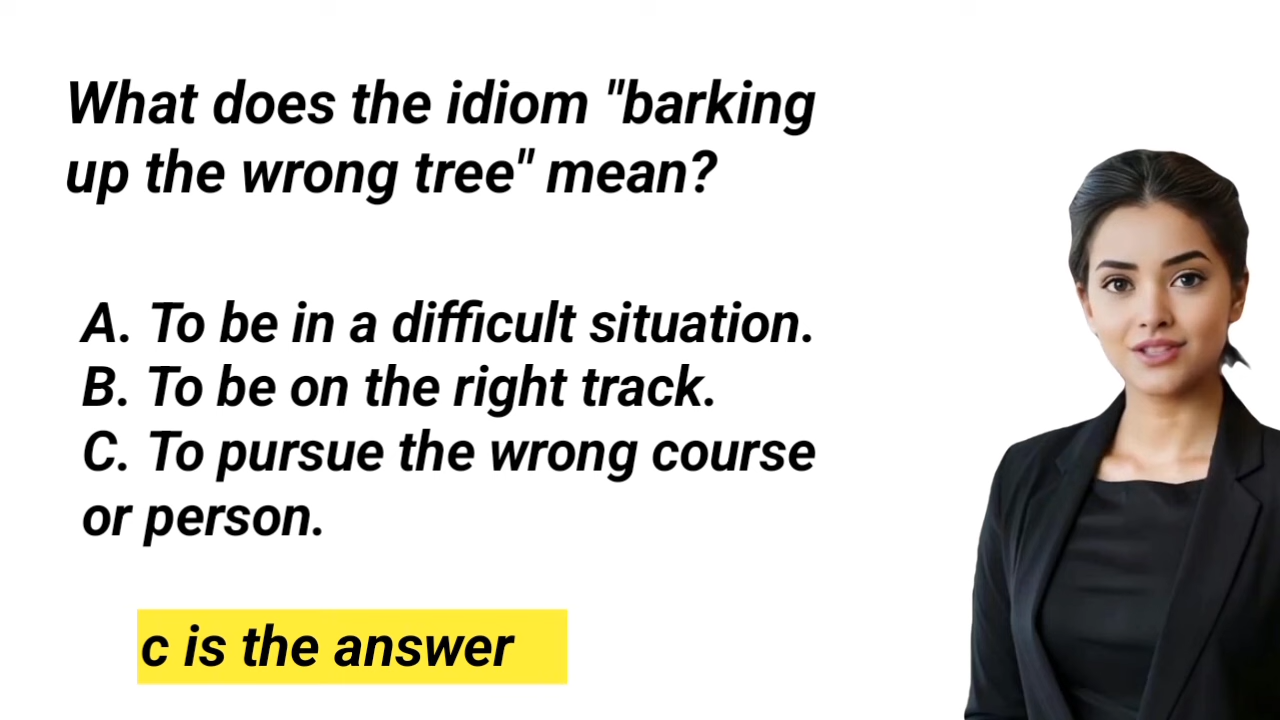 What does the idiom "barking
up the wrong tree" mean?
A. To be in a difficult situation.
B. To be on the right track.
C. To pursue the wrong course
or person.
c is the answer